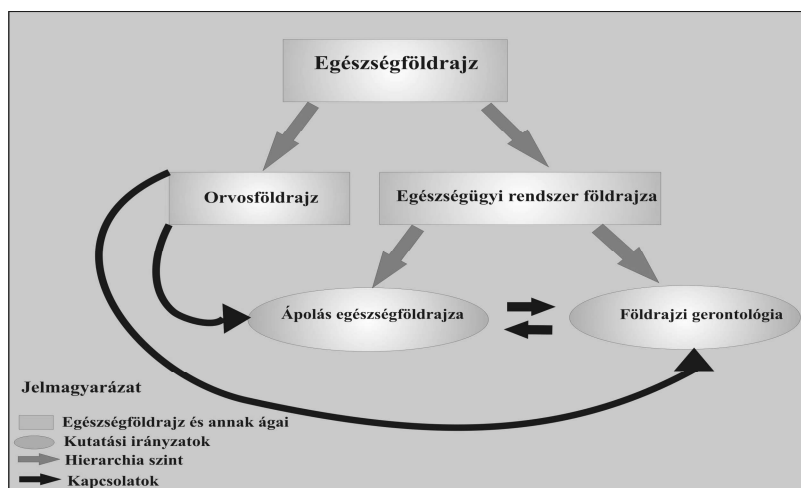 Egészségföldrajz
Orvosföldrajz
Egészségügyi rendszer földrajza
Ápolás egészségföldrajza
Földrajzi gerontológia
Jelmagyarázat
Egészségföldrajz és annak ágai
Kutatási irányzatok
Hierarchia szint
Kapcsolatok